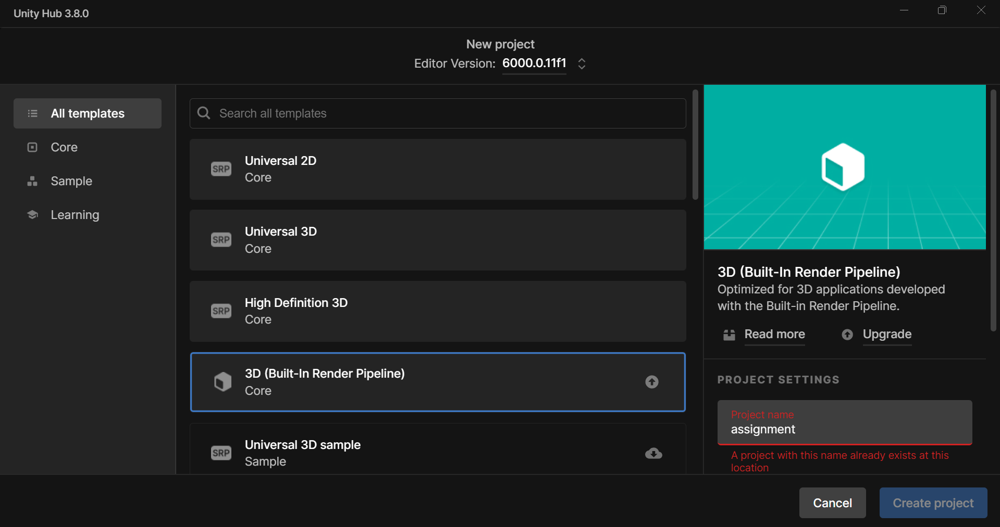 Unity Hub 3.8.0
New project
Editor Version: 6000.0.11f1
All templates
Core
Sample
Learning
Search all templates
SRP
Universal 2D
Core
SRP
Universal 3D
Core
SRP
High Definition 3D
Core
3D (Built-In Render Pipeline)
Core
SRP
Universal 3D sample
Sample
3D (Built-In Render Pipeline)
Optimized for 3D applications developed
with the Built-in Render Pipeline.
Read more
Upgrade
PROJECT SETTINGS
Project name
assignment
A project with this name already exists at this
location
Cancel
Create project